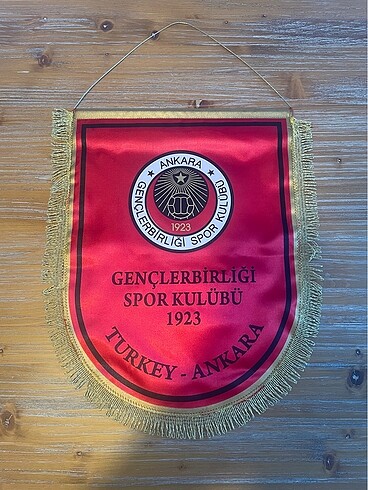 ANKARA
GENÇLERBİRLİĞİ SPOR KULÜBÜ
1923
GENÇLERBİRLİĞİ
SPOR KULÜBÜ
1923
TURKEY - ANKARA